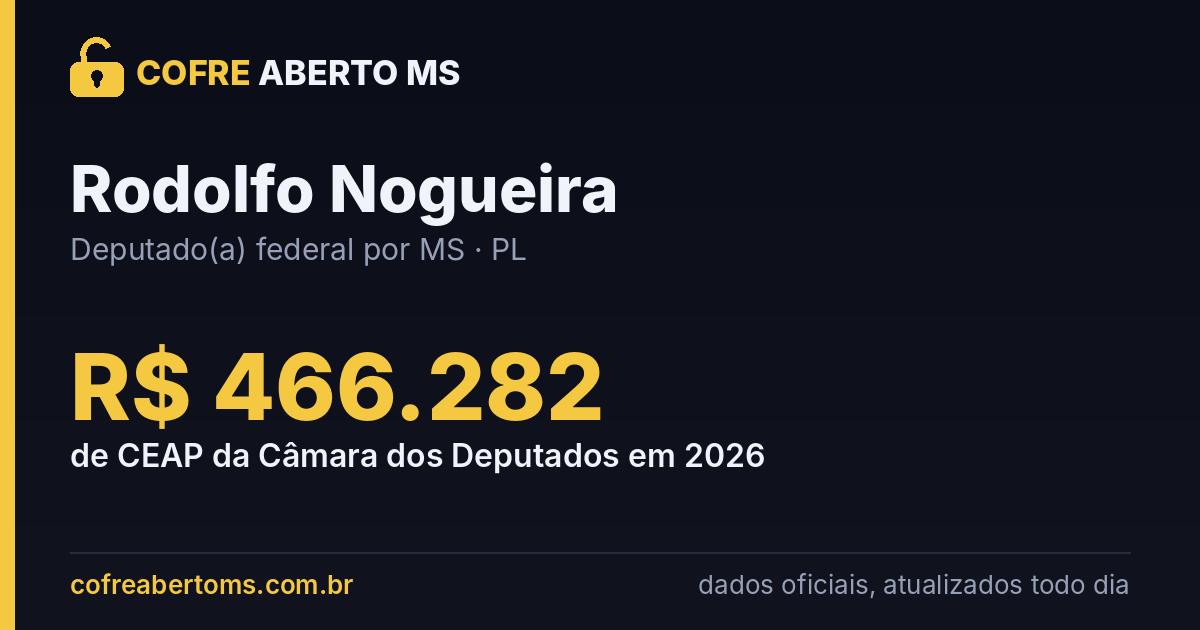 COFRE ABERTO MS
Rodolfo Nogueira
Deputado(a) federal por MS · PL
R$ 466.282
de CEAP da Câmara dos Deputados em 2026
cofreabertoms.com.br
dados oficiais, atualizados todo dia